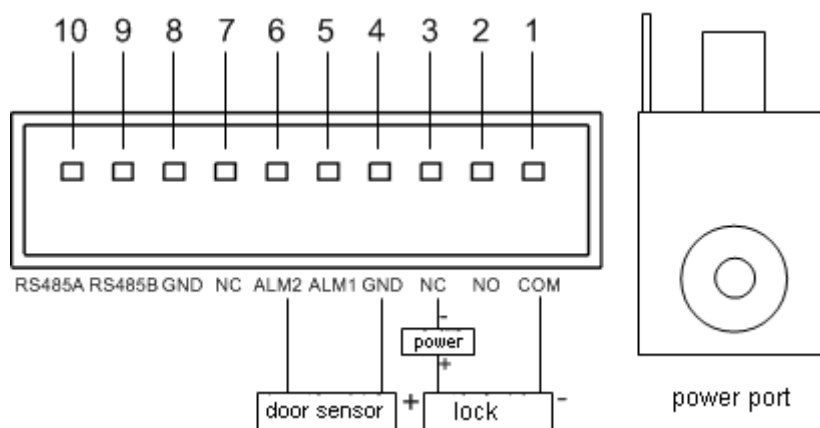 10 9 8 7 6 5 4 3 2 1
RS485A RS485B GND NC ALM2 ALM1 GND NC NO COM
-
power
+
door sensor + lock -
power port